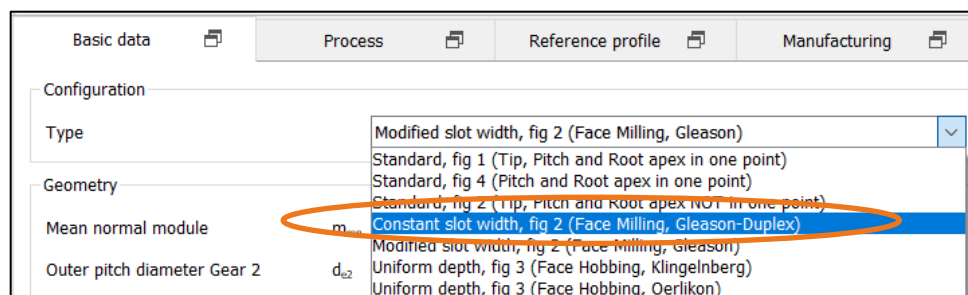 Basic data Process Reference profile Manufacturing
Configuration
Type Modified slot width, fig 2 (Face Milling, Gleason)
Standard, fig 1 (Tip, Pitch and Root apex in one point)
Standard, fig 4 (Pitch and Root apex in one point)
Geometry
Standard, fig 2 (Tip, Pitch and Root apex NOT in one point)
Mean normal module Constant slot width, fig 2 (Face Milling, Gleason-Duplex)
Modified slot width, fig 2 (Face Milling, Gleason)
Outer pitch diameter Gear 2 de2 Uniform depth, fig 3 (Face Hobbing, Klingelnberg)
Uniform depth, fig 3 (Face Hobbing, Oerlikon)